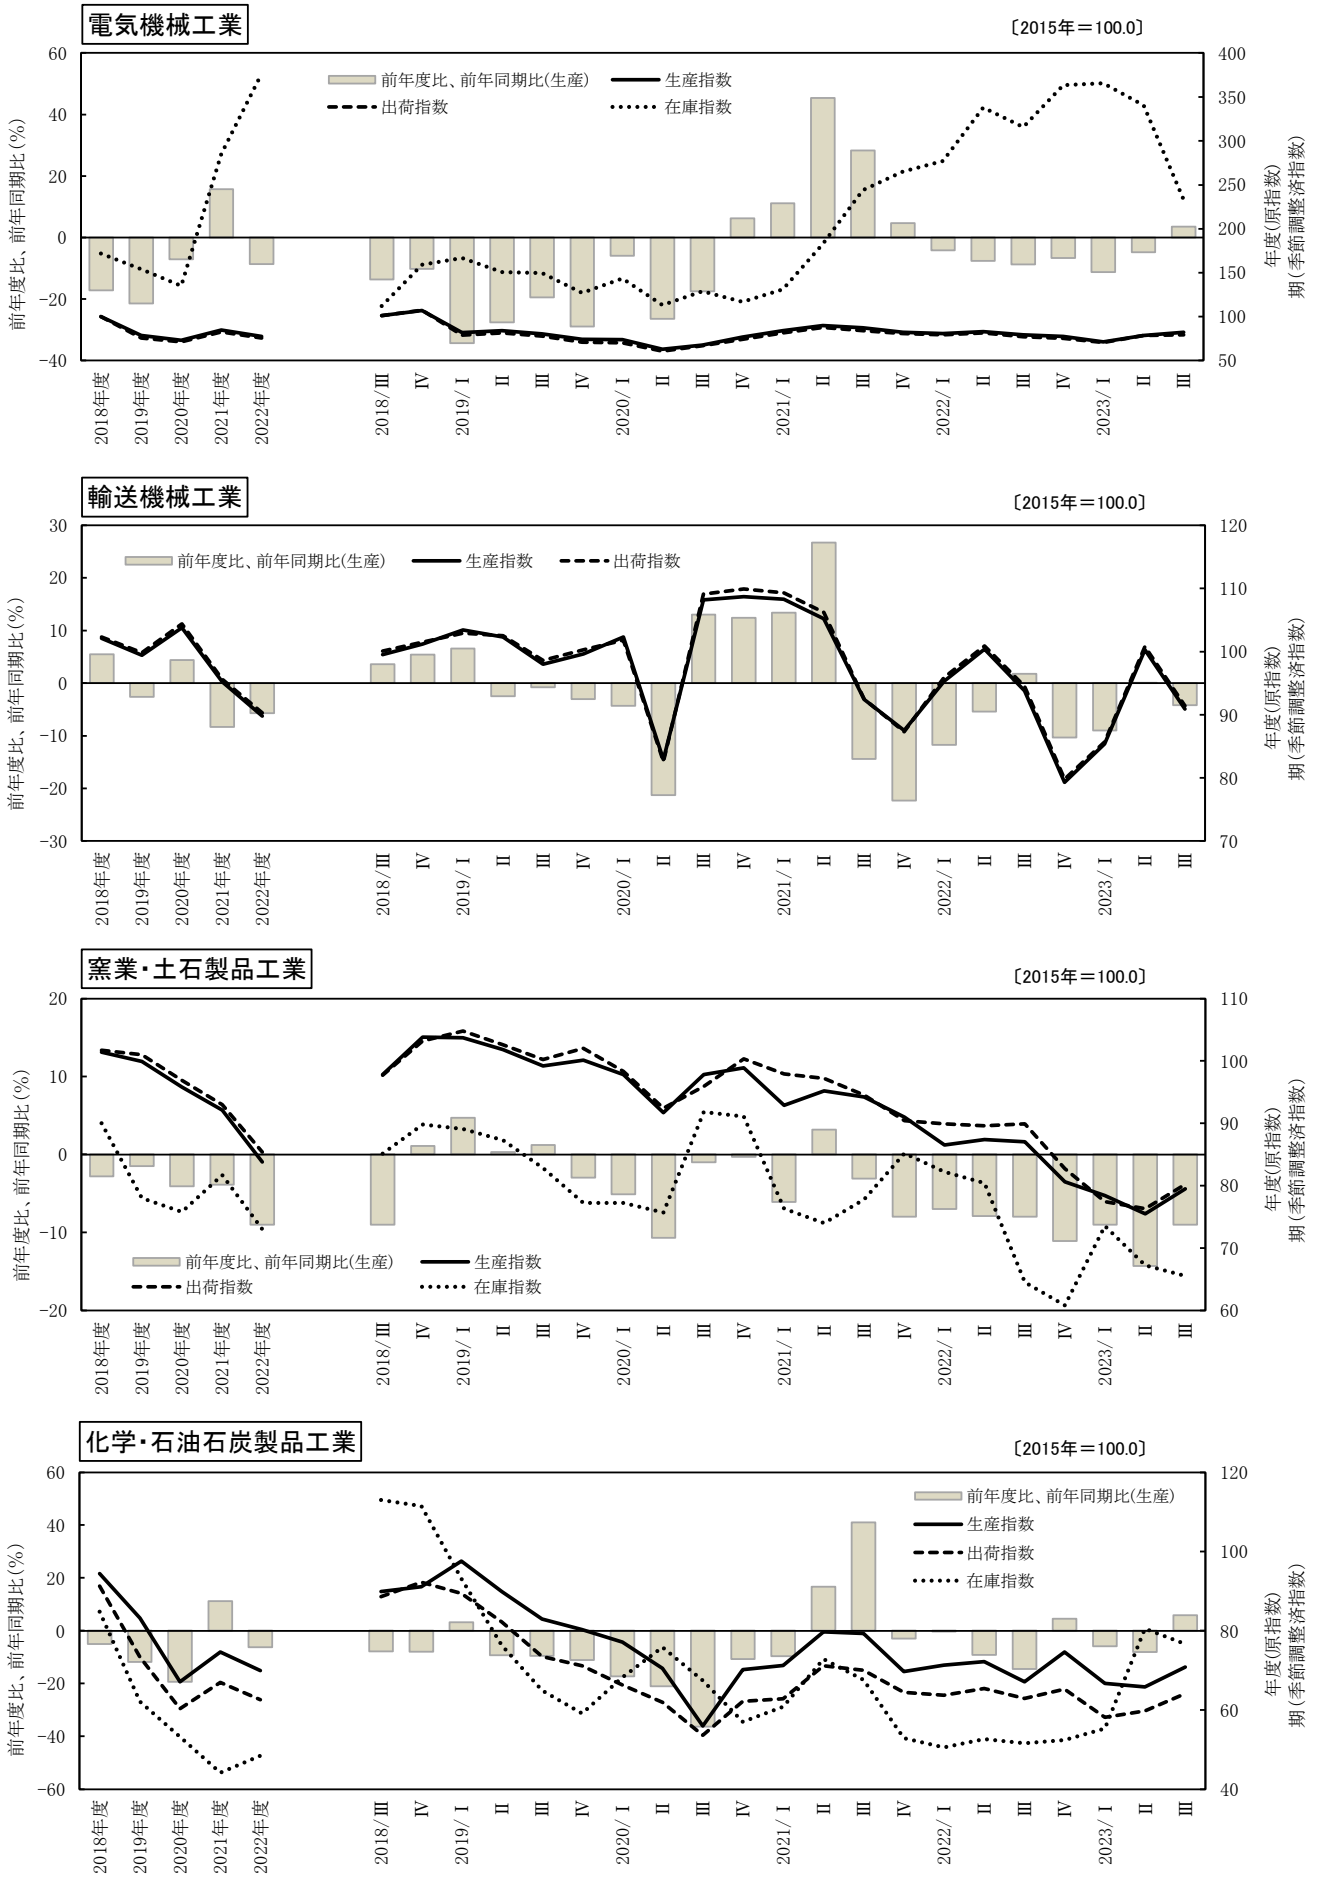 電気機械工業
〔2015年＝100.0〕
前年度比、前年同期比(生産)
生産指数
出荷指数
在庫指数
前年度比、前年同期比(%)
60
40
20
0
-20
-40
400
350
300
250
200
150
100
50
年度(原指数)
期(季節調整済指数)
2018年度 2019年度 2020年度 2021年度 2022年度 2018/Ⅲ Ⅳ 2019/Ⅰ Ⅱ Ⅲ Ⅳ 2020/Ⅰ Ⅱ Ⅲ Ⅳ 2021/Ⅰ Ⅱ Ⅲ Ⅳ 2022/Ⅰ Ⅱ Ⅲ Ⅳ 2023/Ⅰ Ⅱ Ⅲ
輸送機械工業
〔2015年＝100.0〕
前年度比、前年同期比(生産) 生産指数 出荷指数
前年度比、前年同期比(%)
30
20
10
0
-10
-20
-30
120
110
100
90
80
70
年度(原指数)
期(季節調整済指数)
2018年度 2019年度 2020年度 2021年度 2022年度 2018/Ⅲ Ⅳ 2019/Ⅰ Ⅱ Ⅲ Ⅳ 2020/Ⅰ Ⅱ Ⅲ Ⅳ 2021/Ⅰ Ⅱ Ⅲ Ⅳ 2022/Ⅰ Ⅱ Ⅲ Ⅳ 2023/Ⅰ Ⅱ Ⅲ
窯業･土石製品工業
〔2015年＝100.0〕
前年度比、前年同期比(%)
20
10
0
-10
-20
110
100
90
80
70
60
年度(原指数)
期(季節調整済指数)
前年度比、前年同期比(生産)
生産指数
出荷指数
在庫指数
2018年度 2019年度 2020年度 2021年度 2022年度 2018/Ⅲ Ⅳ 2019/Ⅰ Ⅱ Ⅲ Ⅳ 2020/Ⅰ Ⅱ Ⅲ Ⅳ 2021/Ⅰ Ⅱ Ⅲ Ⅳ 2022/Ⅰ Ⅱ Ⅲ Ⅳ 2023/Ⅰ Ⅱ Ⅲ
化学･石油石炭製品工業
〔2015年＝100.0〕
前年度比、前年同期比(生産)
生産指数
出荷指数
在庫指数
前年度比、前年同期比(%)
60
40
20
0
-20
-40
-60
120
100
80
60
40
年度(原指数)
期(季節調整済指数)
2018年度 2019年度 2020年度 2021年度 2022年度 2018/Ⅲ Ⅳ 2019/Ⅰ Ⅱ Ⅲ Ⅳ 2020/Ⅰ Ⅱ Ⅲ Ⅳ 2021/Ⅰ Ⅱ Ⅲ Ⅳ 2022/Ⅰ Ⅱ Ⅲ Ⅳ 2023/Ⅰ Ⅱ Ⅲ